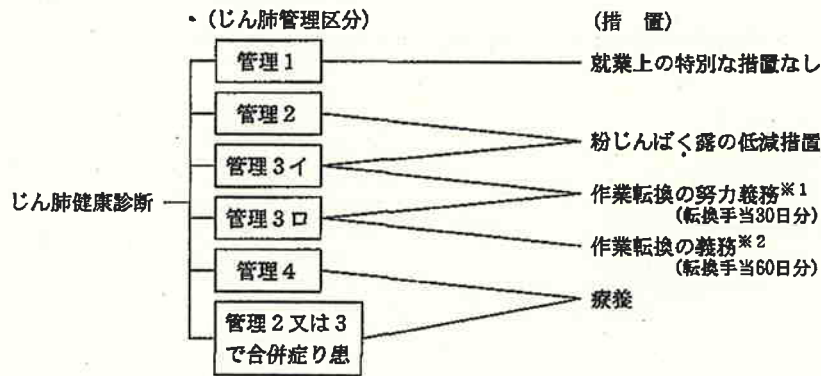 (じん肺管理区分)
(措 置)
管理1
就業上の特別な措置なし
管理2
粉じんばく露の低減措置
管理3イ
作業転換の努力義務※1
(転換手当30日分)
じん肺健康診断
管理3ロ
作業転換の義務※2
(転換手当60日分)
管理4
療養
管理2又は3
で合併症り患